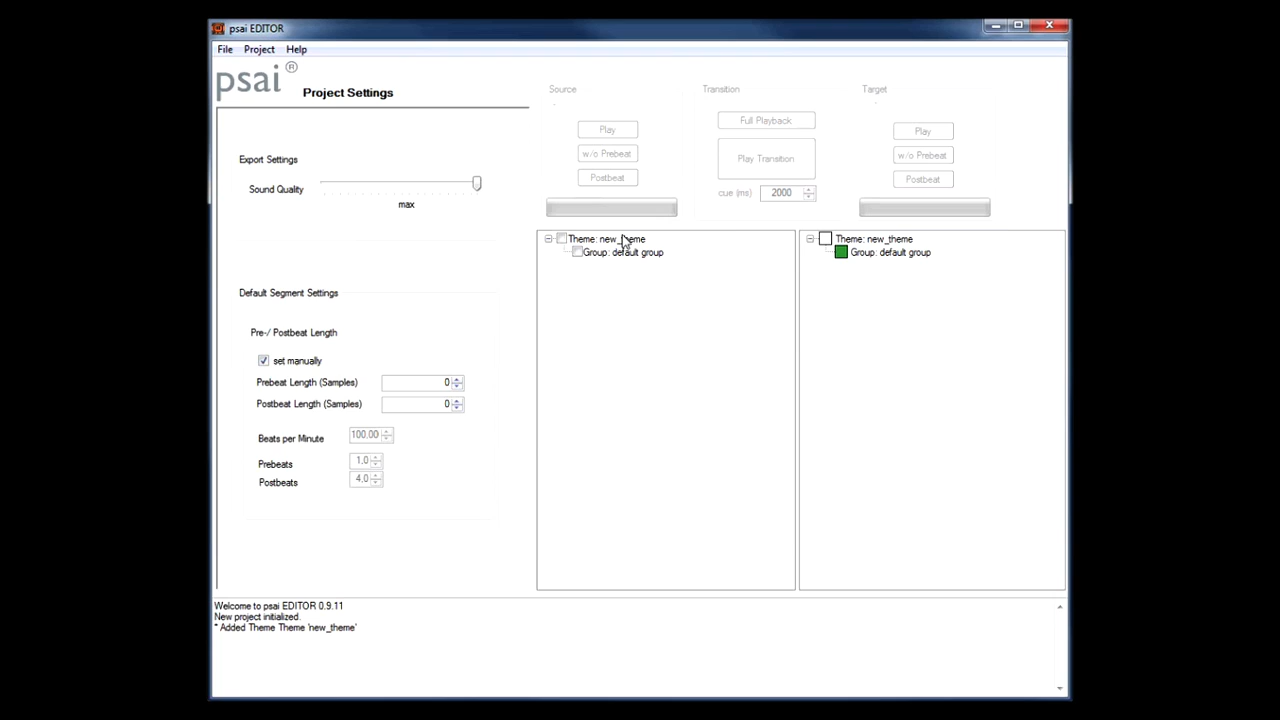 psai EDITOR
File Project Help
psai®
Project Settings
Source
Transition
Target
Play
Full Playback
Play
w/o Prebeat
Play Transition
w/o Prebeat
Postbeat
Postbeat
cue (ms) 2000
Export Settings
Sound Quality
max
Theme: new_theme
Group: default group
Theme: new_theme
Group: default group
Default Segment Settings
Pre-/ Postbeat Length
set manually
Prebeat Length (Samples) 0
Postbeat Length (Samples) 0
Beats per Minute 100,00
Prebeats 1.0
Postbeats 4.0
Welcome to psai EDITOR 0.9.11
New project initialized.
* Added Theme Theme 'new_theme'